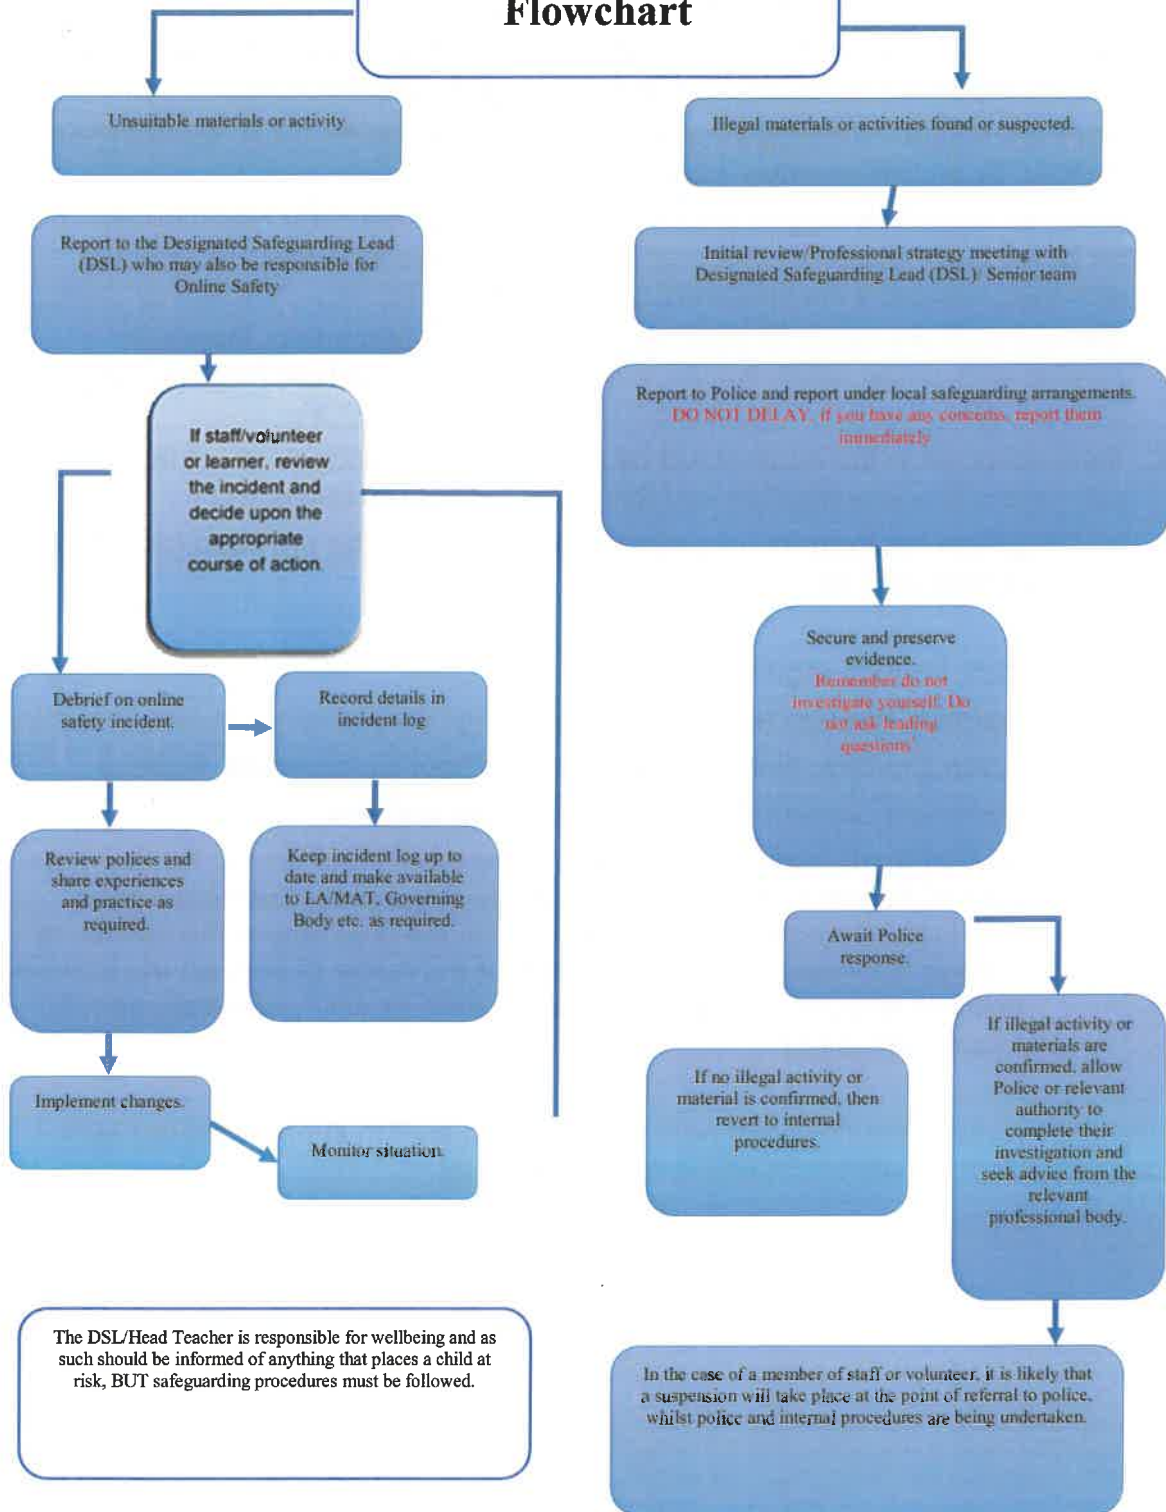 Flowchart
Unsuitable materials or activity
Illegal materials or activities found or suspected.
Report to the Designated Safeguarding Lead
(DSL) who may also be responsible for
Online Safety
Initial review/Professional strategy meeting with
Designated Safeguarding Lead (DSL)/ Senior team
Report to Police and report under local safeguarding arrangements.
DO NOT DELAY, if you have any concerns, report them
immediately
If staff/volunteer
or learner, review
the incident and
decide upon the
appropriate
course of action.
Secure and preserve
evidence.
Remember do not
investigate yourself. Do
not ask leading
questions'
Debrief on online
safety incident.
Record details in
incident log
Review polices and
share experiences
and practice as
required.
Keep incident log up to
date and make available
to LA/MAT, Governing
Body etc. as required.
Await Police
response.
If no illegal activity or
material is confirmed, then
revert to internal
procedures.
If illegal activity or
materials are
confirmed, allow
Police or relevant
authority to
complete their
investigation and
seek advice from the
relevant
professional body.
Implement changes.
Monitor situation.
The DSL/Head Teacher is responsible for wellbeing and as
such should be informed of anything that places a child at
risk, BUT safeguarding procedures must be followed.
In the case of a member of staff or volunteer, it is likely that
a suspension will take place at the point of referral to police,
whilst police and internal procedures are being undertaken.